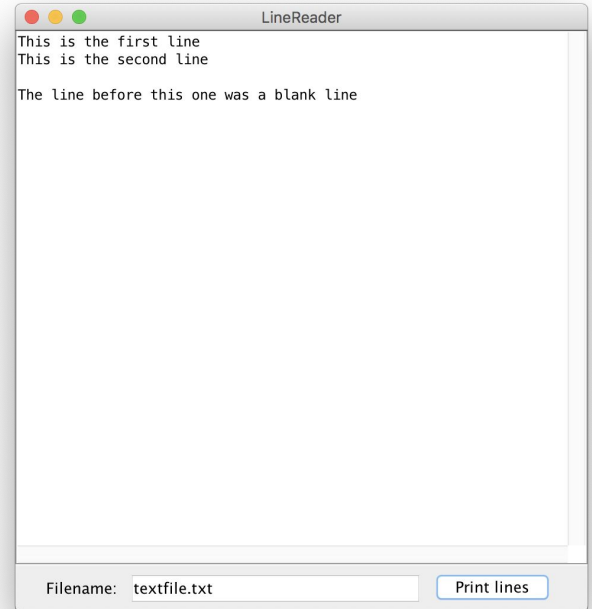 LineReader
This is the first line
This is the second line

The line before this one was a blank line
Filename: textfile.txt Print lines